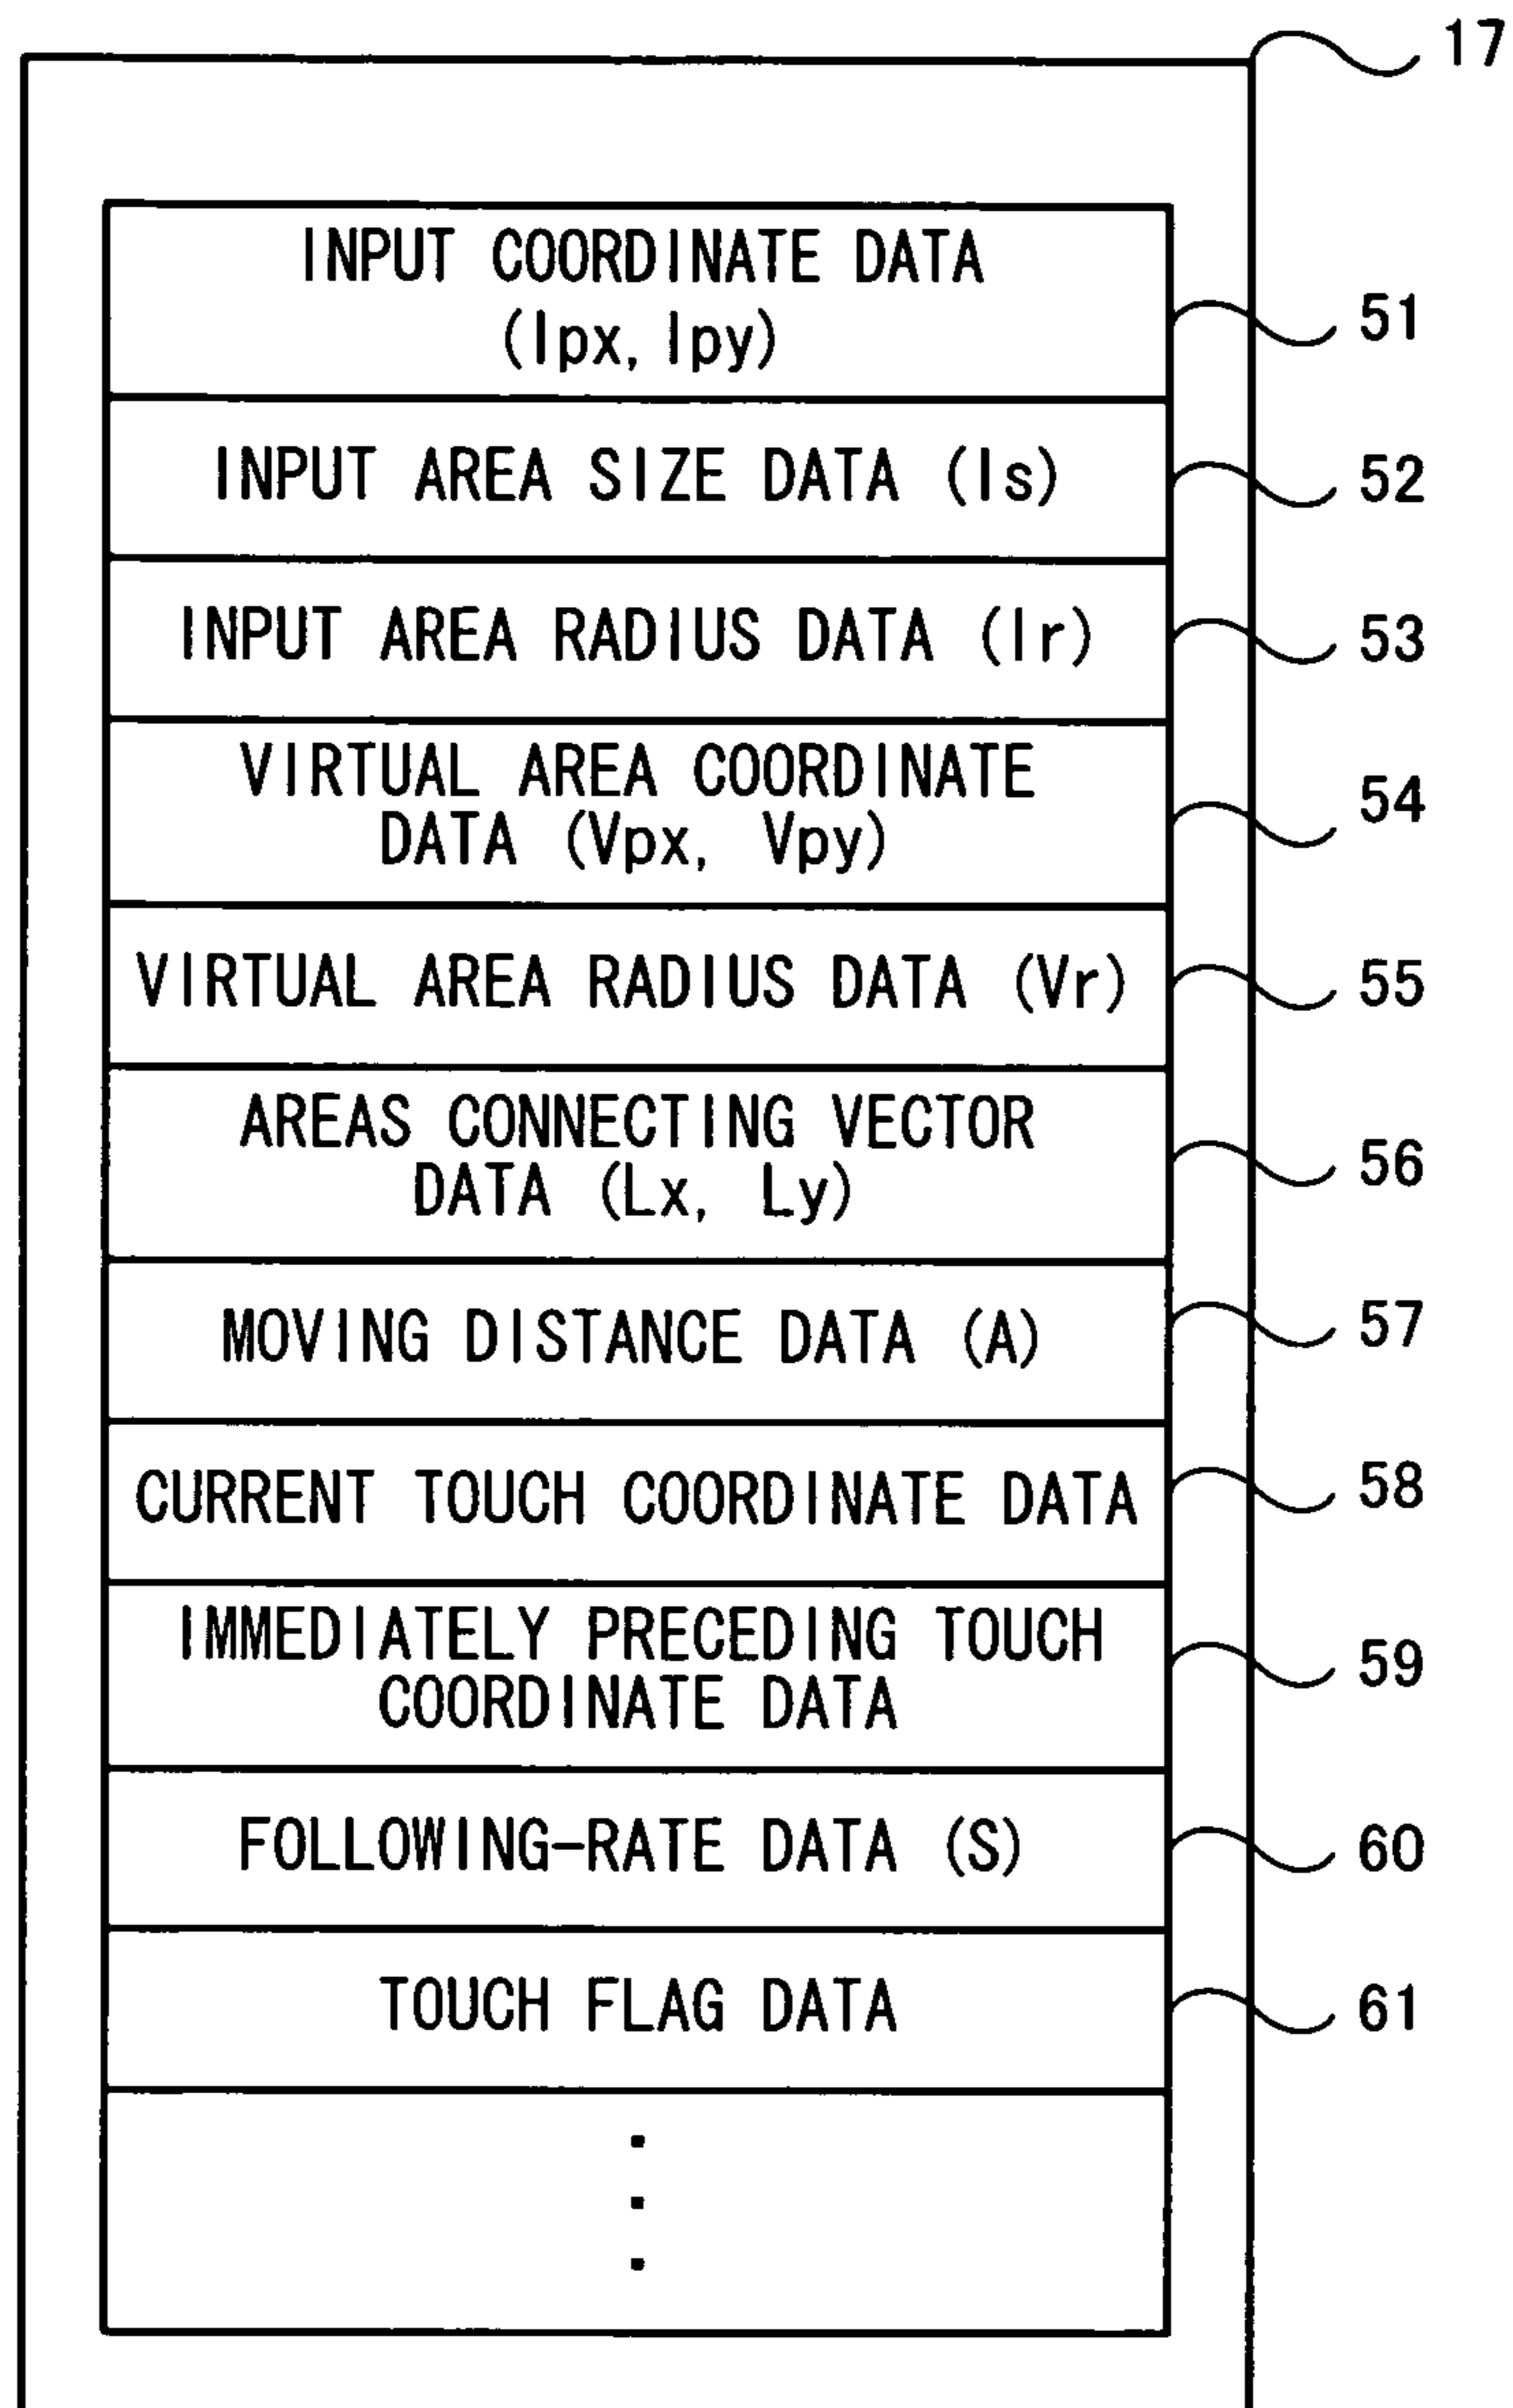 17
INPUT COORDINATE DATA
(Ipx, Ipy)
51
INPUT AREA SIZE DATA (Is)
52
INPUT AREA RADIUS DATA (Ir)
53
VIRTUAL AREA COORDINATE
DATA (Vpx, Vpy)
54
VIRTUAL AREA RADIUS DATA (Vr)
55
AREAS CONNECTING VECTOR
DATA (Lx, Ly)
56
MOVING DISTANCE DATA (A)
57
CURRENT TOUCH COORDINATE DATA
58
IMMEDIATELY PRECEDING TOUCH
COORDINATE DATA
59
FOLLOWING-RATE DATA (S)
60
TOUCH FLAG DATA
61